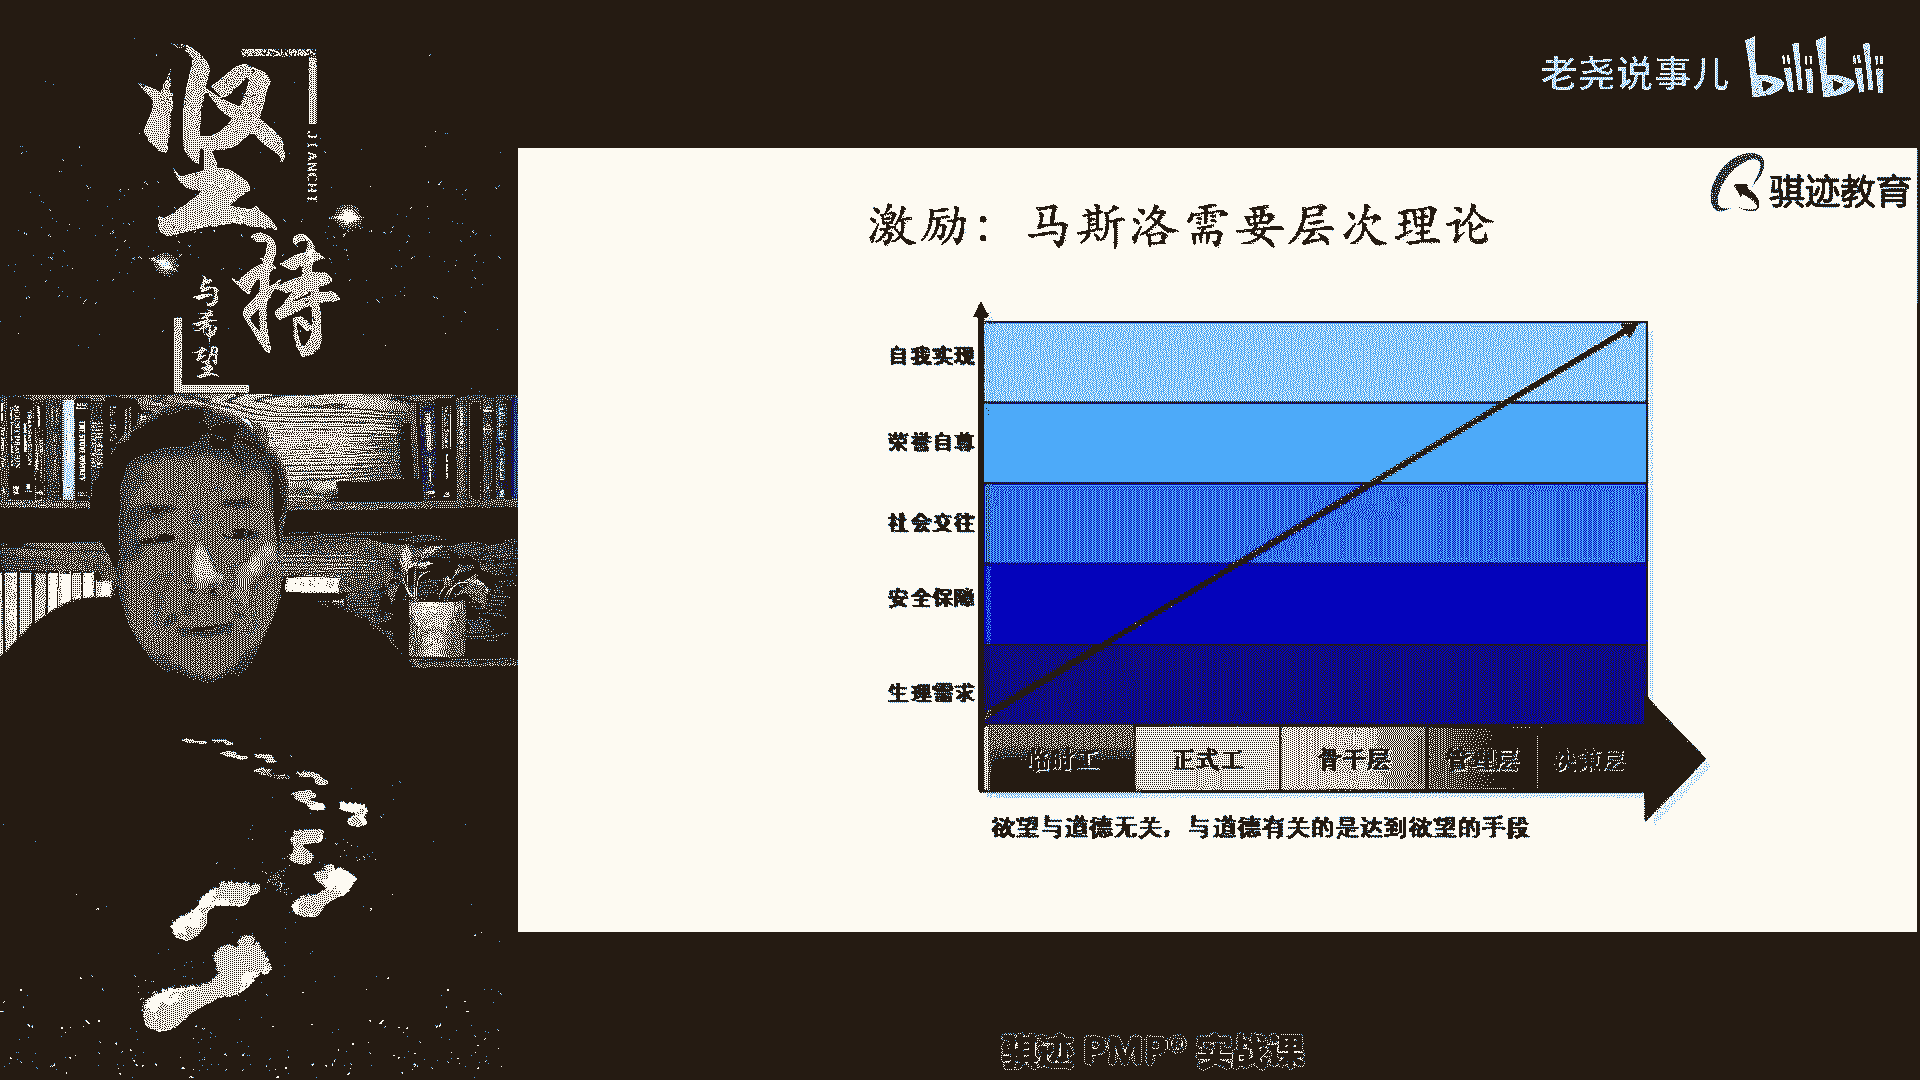 坚持
JIANCHI
与希望
老尧说事儿 bilibili
骐迹教育
激励：马斯洛需要层次理论
自我实现
荣誉自尊
社会交往
安全保障
生理需求
临时工 正式工 骨干层 管理层 决策层
欲望与道德无关，与道德有关的是达到欲望的手段
骐迹 PMP® 实战课